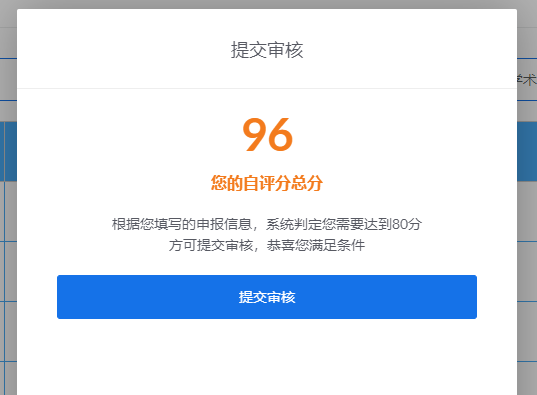 提交审核
学术
96
您的自评分总分
根据您填写的申报信息，系统判定您需要达到80分
方可提交审核，恭喜您满足条件
提交审核